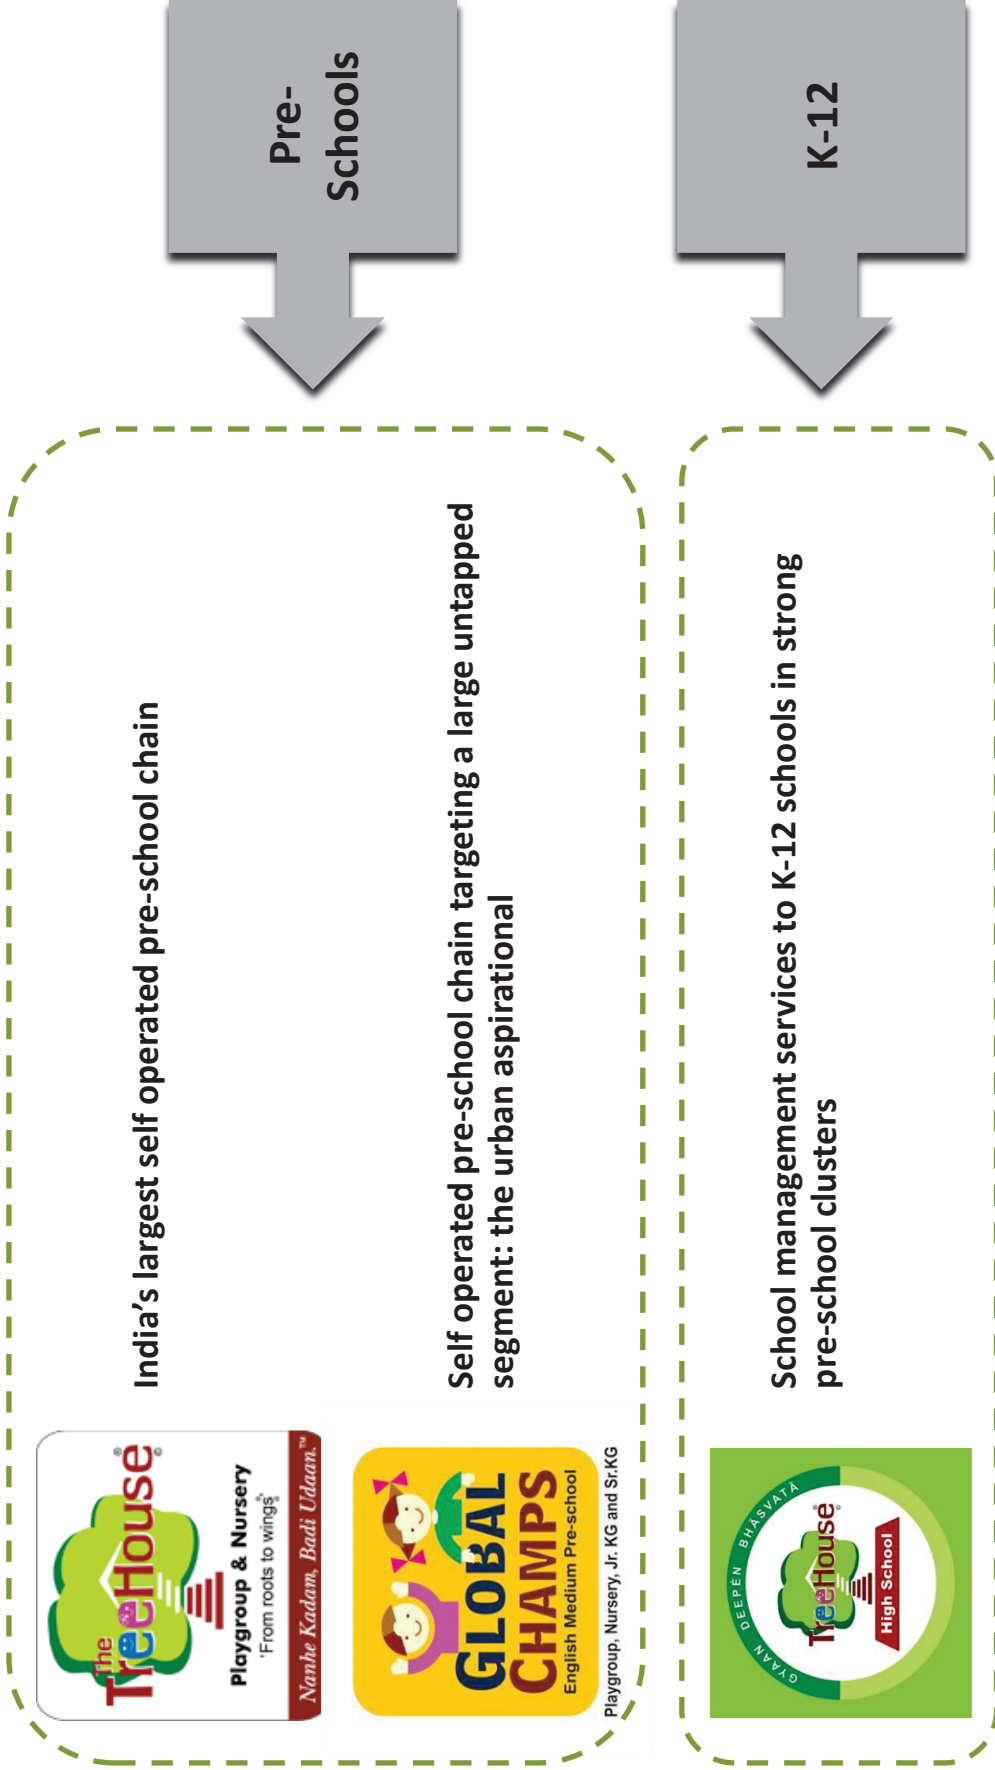 The
TreeHouse
Playgroup & Nursery
'From roots to wings'
Nanhe Kadam, Badi Udaan.™
India's largest self operated pre-school chain
Pre-
Schools
GLOBAL
CHAMPS
English Medium Pre-school
Playgroup, Nursery, Jr. KG and Sr.KG
Self operated pre-school chain targeting a large untapped
segment: the urban aspirational
GYAAN DEEPÉN BHĀSVATĀ
TreeHouse
High School
School management services to K-12 schools in strong
pre-school clusters
K-12